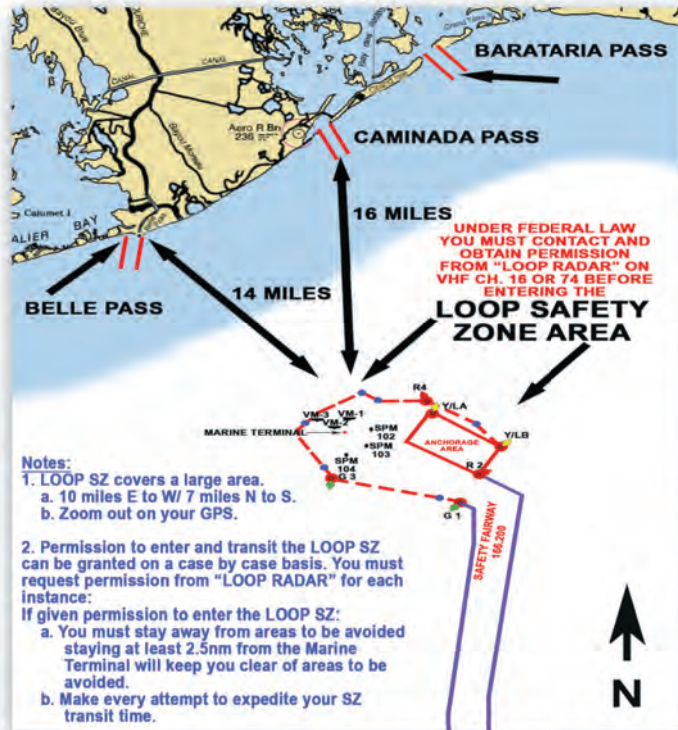 Bayou Blue
CANAL
CANAL
Grand Terre Is
BARATARIA PASS
Aero R Bn
236
CAMINADA PASS
Bayou Moreau
Calumet I
BAY
16 MILES
UNDER FEDERAL LAW
YOU MUST CONTACT AND
OBTAIN PERMISSION
FROM “LOOP RADAR” ON
VHF CH. 16 OR 74 BEFORE
ENTERING THE
LOOP SAFETY
ZONE AREA
14 MILES
BELLE PASS
R4
Y/LA
VM-3
VM-1
VM-2
MARINE TERMINAL
SPM
102
SPM
103
ANCHORAGE
AREA
Y/LB
SPM
104
G 3
R 2
G 1
SAFETY FAIRWAY
166.200
Notes:
1. LOOP SZ covers a large area.
a. 10 miles E to W/ 7 miles N to S.
b. Zoom out on your GPS.
2. Permission to enter and transit the LOOP SZ
can be granted on a case by case basis. You must
request permission from “LOOP RADAR” for each
instance:
If given permission to enter the LOOP SZ:
a. You must stay away from areas to be avoided
staying at least 2.5nm from the Marine
Terminal will keep you clear of areas to be
avoided.
b. Make every attempt to expedite your SZ
transit time.
N